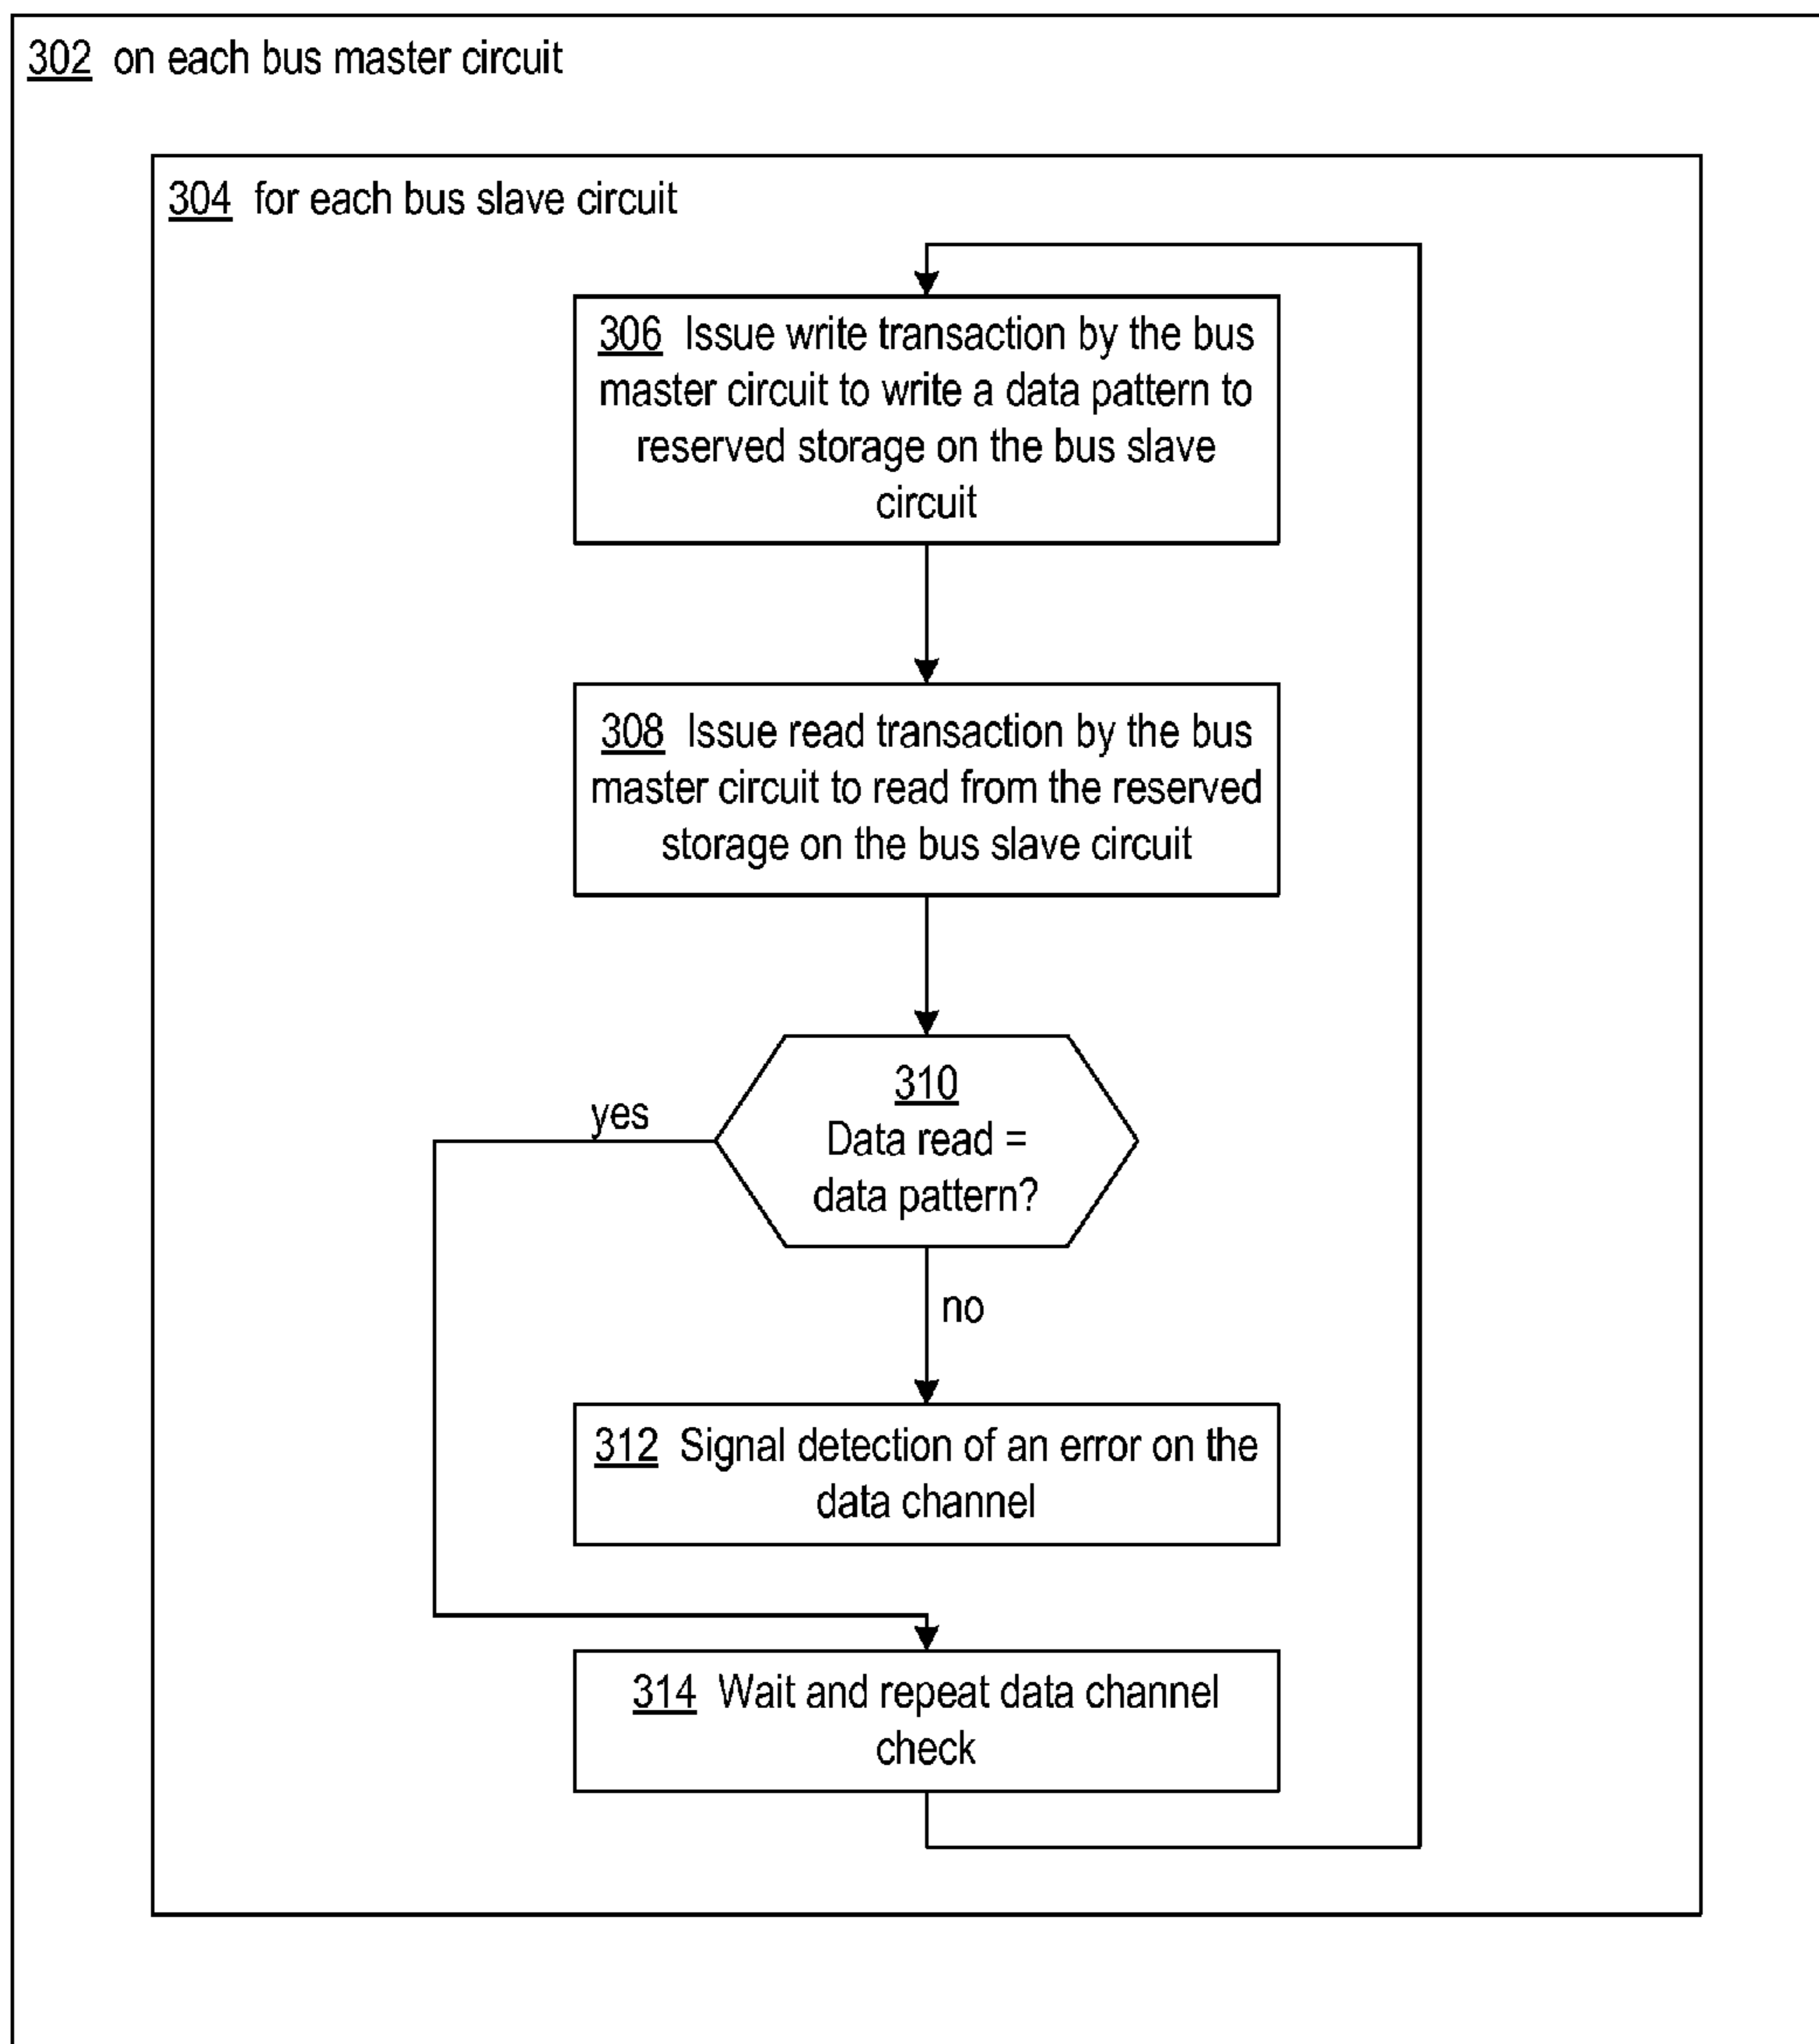 302 on each bus master circuit
304 for each bus slave circuit
306 Issue write transaction by the bus
master circuit to write a data pattern to
reserved storage on the bus slave
circuit
308 Issue read transaction by the bus
master circuit to read from the reserved
storage on the bus slave circuit
310
Data read =
data pattern?
yes
no
312 Signal detection of an error on the
data channel
314 Wait and repeat data channel
check